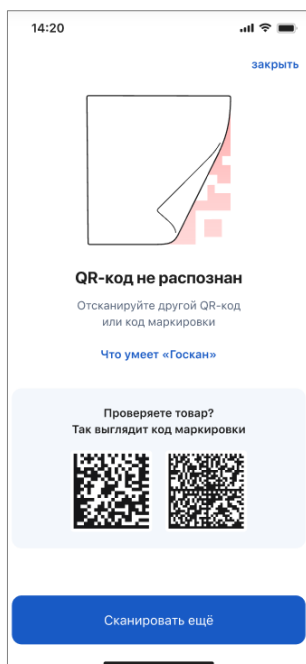 14:20
закрыть
QR-код не распознан
Отсканируйте другой QR-код
или код маркировки
Что умеет «Госкан»
Проверяете товар?
Так выглядит код маркировки
Сканировать ещё